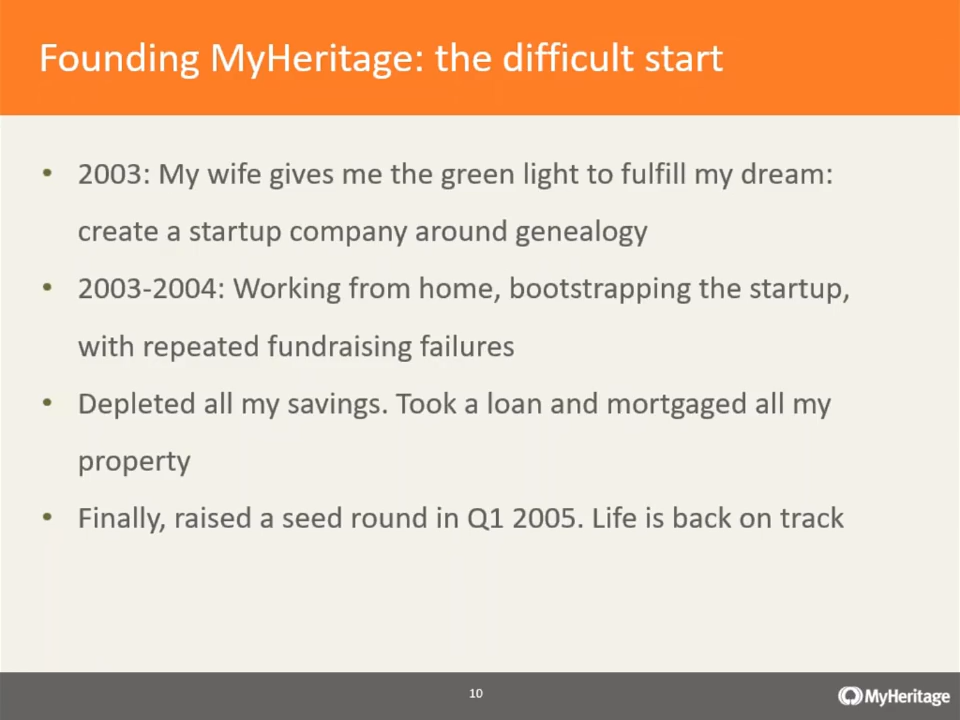 Founding MyHeritage: the difficult start
• 2003: My wife gives me the green light to fulfill my dream:
create a startup company around genealogy
• 2003-2004: Working from home, bootstrapping the startup,
with repeated fundraising failures
• Depleted all my savings. Took a loan and mortgaged all my
property
• Finally, raised a seed round in Q1 2005. Life is back on track
10
MyHeritage